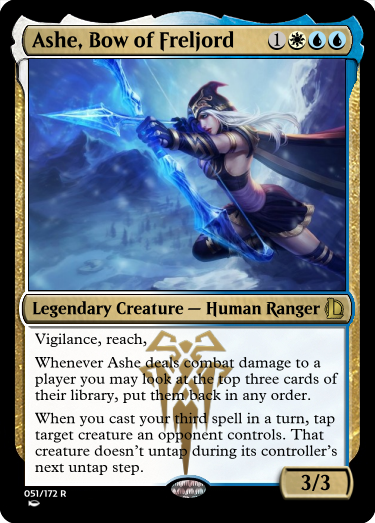 Ashe, Bow of Freljord 1
Legendary Creature — Human Ranger
Vigilance, reach,
Whenever Ashe deals combat damage to a
player you may look at the top three cards of
their library, put them back in any order.
When you cast your third spell in a turn, tap
target creature an opponent controls. That
creature doesn't untap during its controller's
next untap step.
3/3
051/172 R